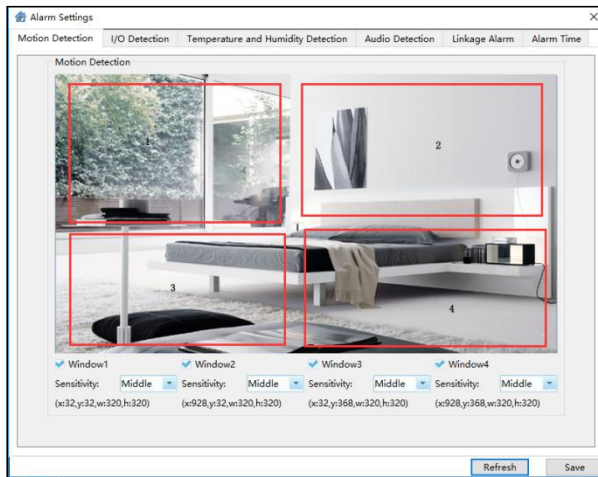 Alarm Settings
Motion Detection I/O Detection Temperature and Humidity Detection Audio Detection Linkage Alarm Alarm Time
Motion Detection
1
2
3
4
Window1 Window2 Window3 Window4
Sensitivity: Middle Sensitivity: Middle Sensitivity: Middle Sensitivity: Middle
(x:32,y:32,w:320,h:320) (x:928,y:32,w:320,h:320) (x:32,y:368,w:320,h:320) (x:928,y:368,w:320,h:320)
Refresh Save